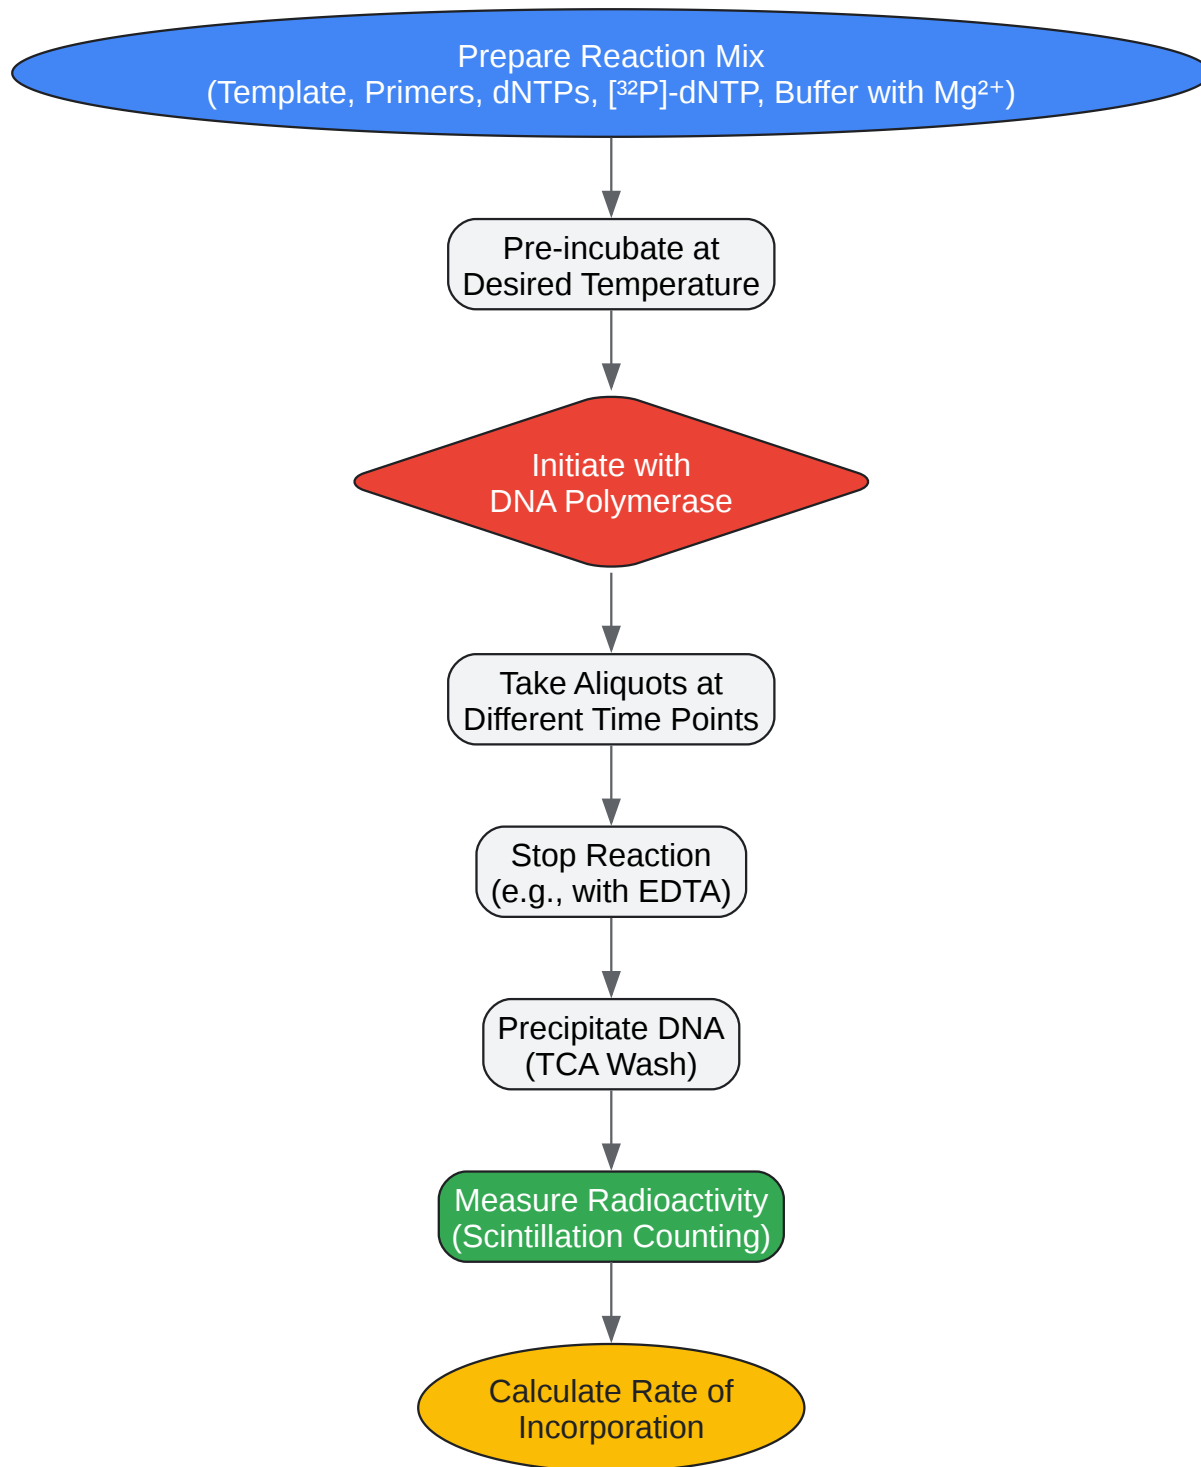 Prepare Reaction Mix
(Template, Primers, dNTPs, [³²P]-dNTP, Buffer with Mg²⁺)
Pre-incubate at
Desired Temperature
Initiate with
DNA Polymerase
Take Aliquots at
Different Time Points
Stop Reaction
(e.g., with EDTA)
Precipitate DNA
(TCA Wash)
Measure Radioactivity
(Scintillation Counting)
Calculate Rate of
Incorporation